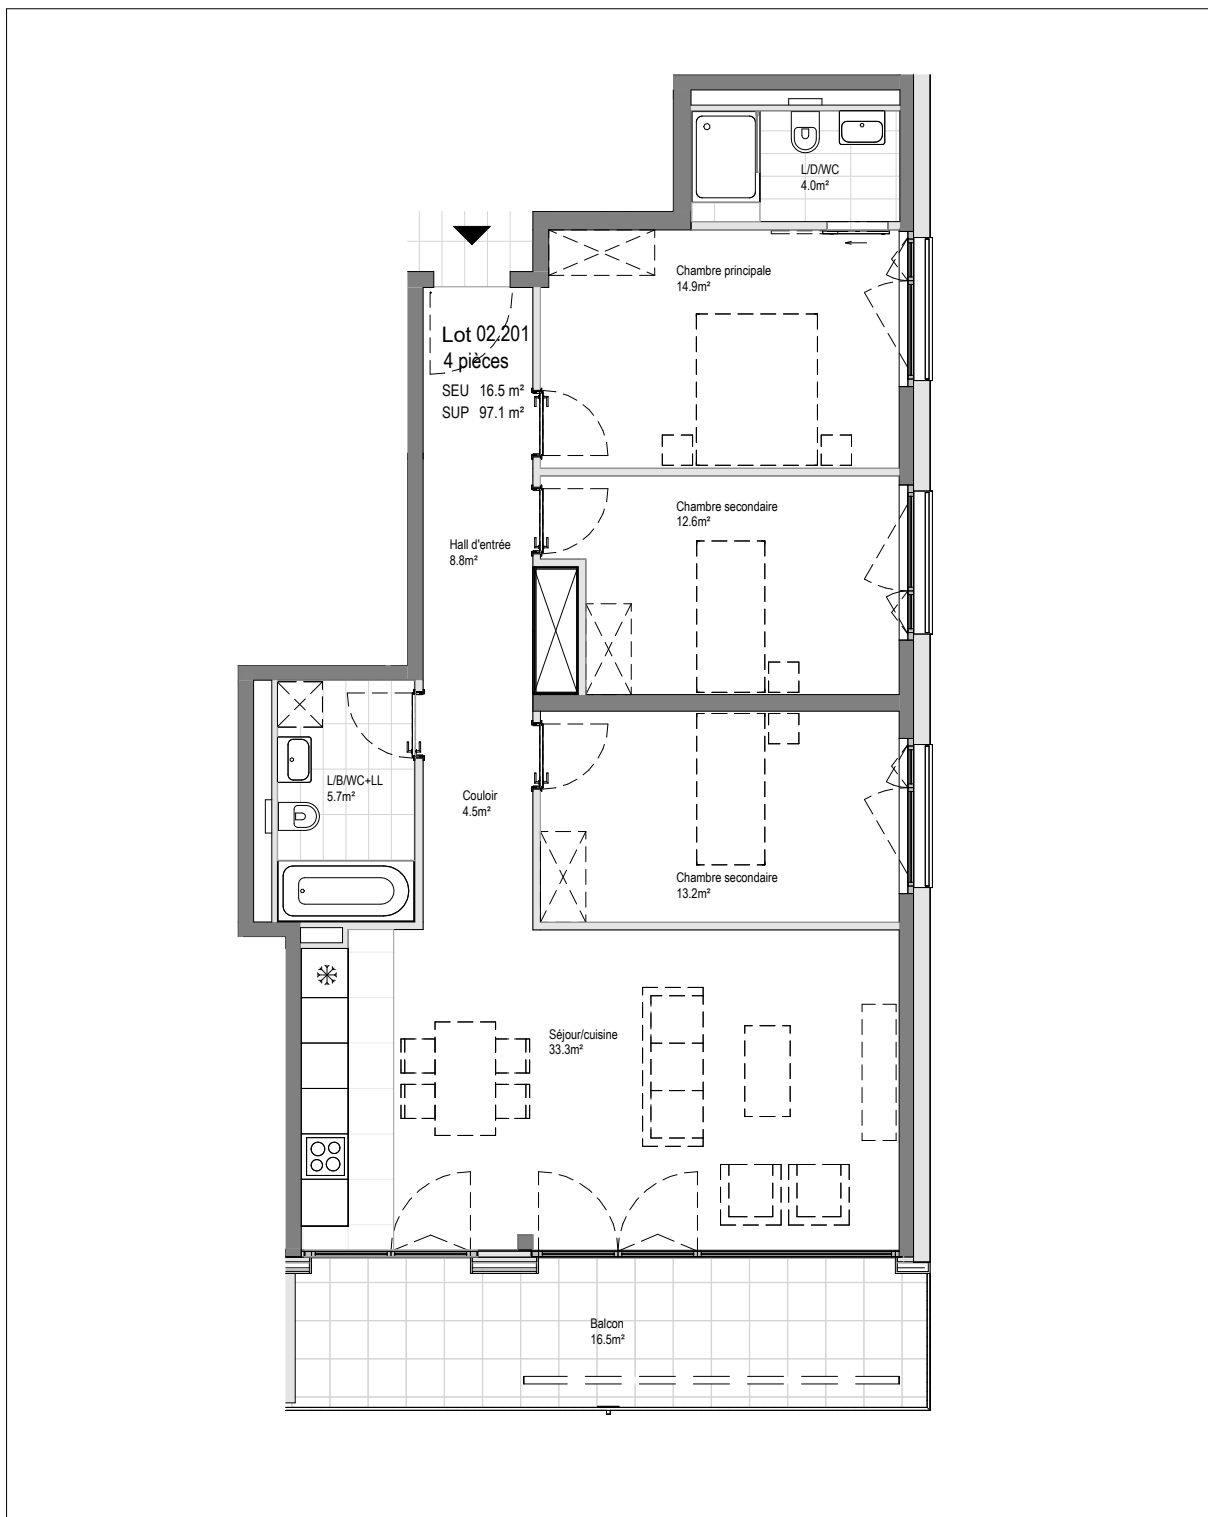 L/D/WC
4.0m²
Chambre principale
14.9m²
Lot 02.201
4 pièces
SEU 16.5 m²
SUP 97.1 m²
Chambre secondaire
12.6m²
Hall d'entrée
8.8m²
L/B/WC+LL
5.7m²
Couloir
4.5m²
Chambre secondaire
13.2m²
Séjour/cuisine
33.3m²
Balcon
16.5m²